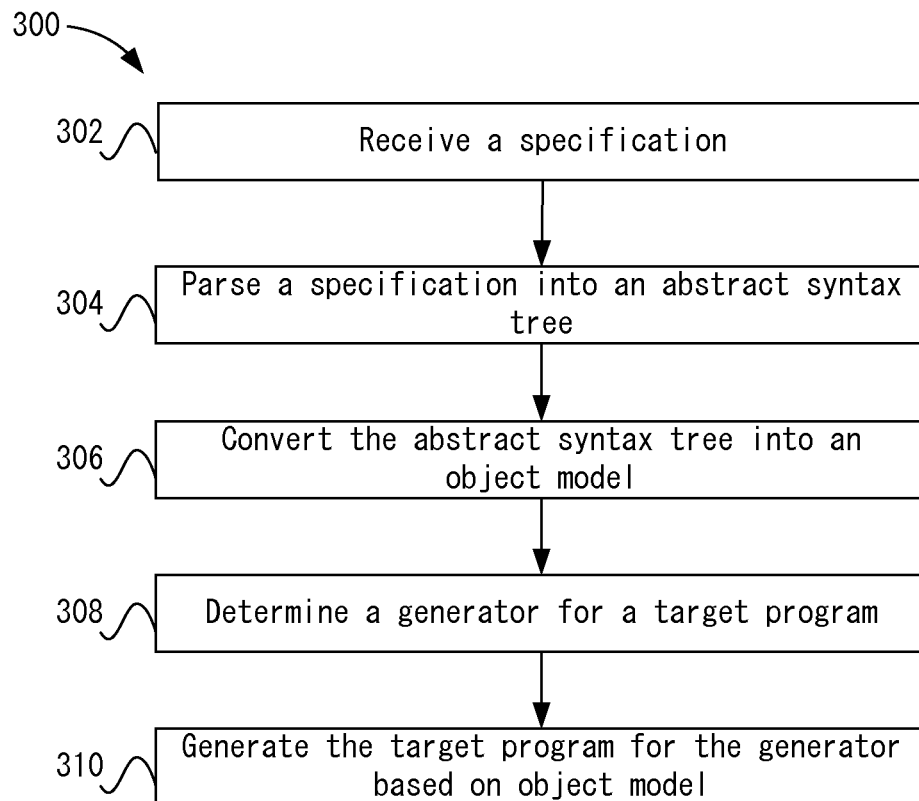 300
302
Receive a specification
304
Parse a specification into an abstract syntax
tree
306
Convert the abstract syntax tree into an
object model
308
Determine a generator for a target program
310
Generate the target program for the generator
based on object model